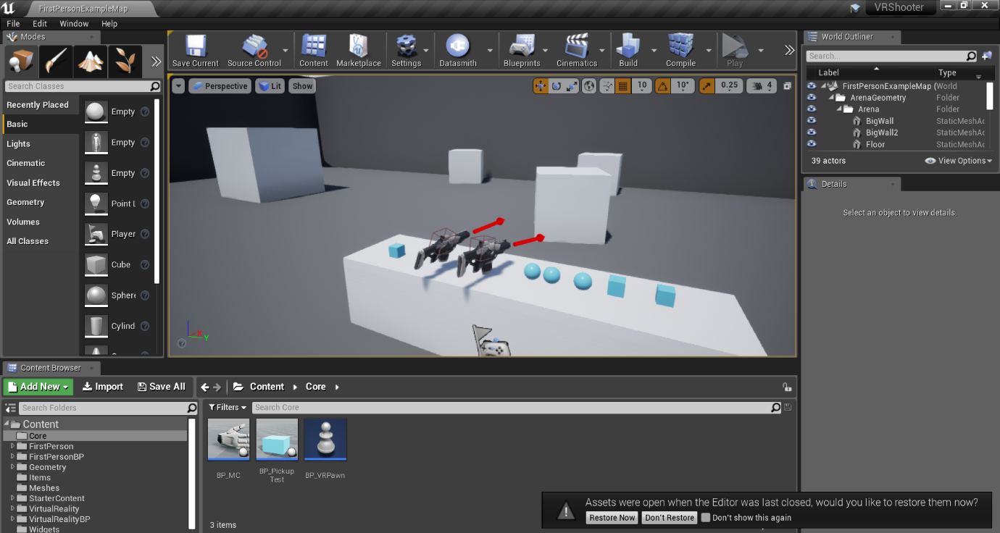 FirstPersonExampleMap
VRShooter
File Edit Window Help
Modes
Search Classes
Recently Placed
Basic
Lights
Cinematic
Visual Effects
Geometry
Volumes
All Classes
Empty
Empty
Empty
Point L
Player
Cube
Sphere
Cylind
Save Current
Source Control
Content
Marketplace
Settings
Datasmith
Blueprints
Cinematics
Build
Compile
Play
Perspective
Lit
Show
10
10°
0.25
4
X
Y
World Outliner
Search...
Label Type
FirstPersonExampleMap (World
ArenaGeometry Folder
Arena Folder
BigWall StaticMeshAc
BigWall2 StaticMeshAc
Floor StaticMeshAc
39 actors
View Options
Details
Select an object to view details.
Content Browser
Add New
Import
Save All
Content
Core
Search Folders
Filters
Search Core
Content
Core
FirstPerson
FirstPersonBP
Geometry
Items
Meshes
StarterContent
VirtualReality
VirtualRealityBP
Widgets
BP_MC
BP_Pickup
Test
BP_VRPawn
3 items
Assets were open when the Editor was last closed, would you like to restore them now?
Restore Now
Don't Restore
Don't show this again